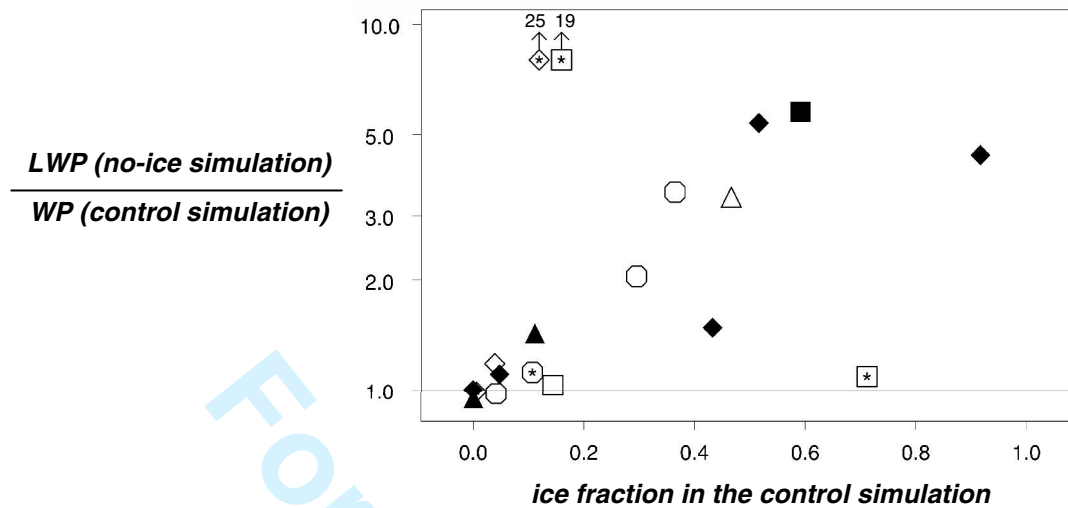 25 19
10.0
5.0
LWP (no-ice simulation)
WP (control simulation)
3.0
2.0
1.0
0.0 0.2 0.4 0.6 0.8 1.0
ice fraction in the control simulation
For